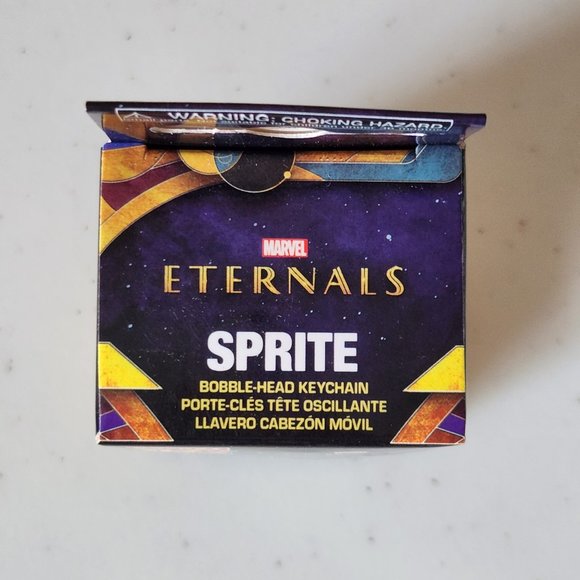 WARNING: CHOKING HAZARD
MARVEL
ETERNALS
SPRITE
BOBBLE-HEAD KEYCHAIN
PORTE-CLÉS TÊTE OSCILLANTE
LLAVERO CABEZÓN MÓVIL